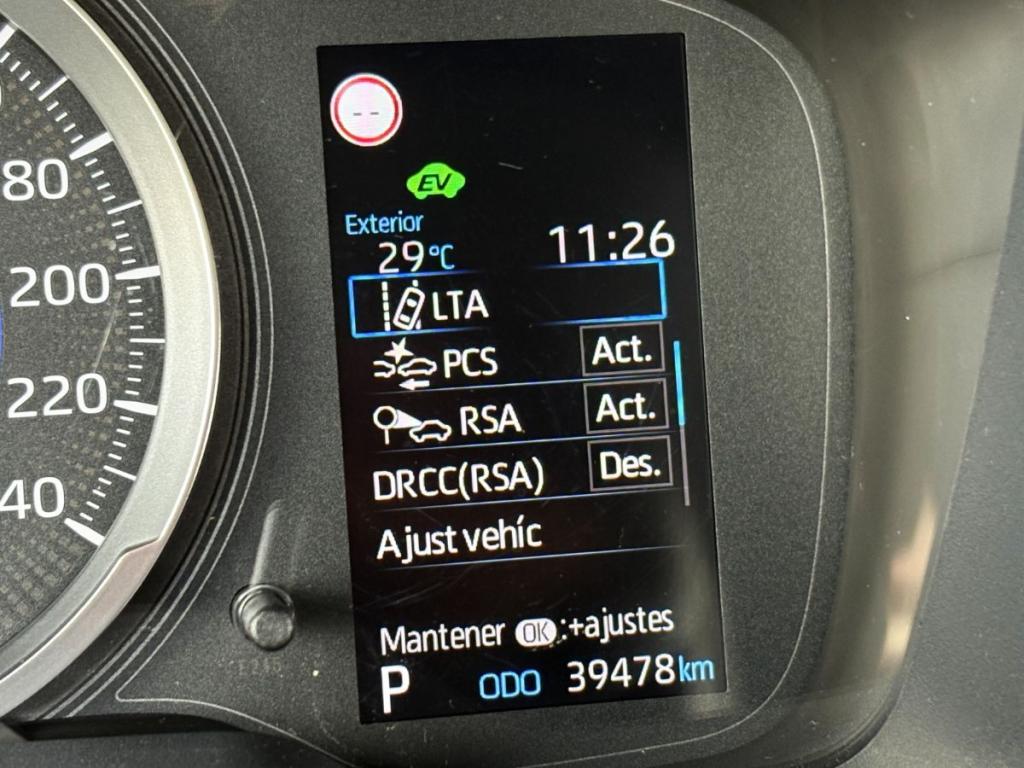 --
EV
Exterior
29°C 11:26
LTA
PCS Act.
RSA Act.
DRCC(RSA) Des.
Ajust vehíc
Mantener OK:+ajustes
P ODO 39478 km
80
200
220
40